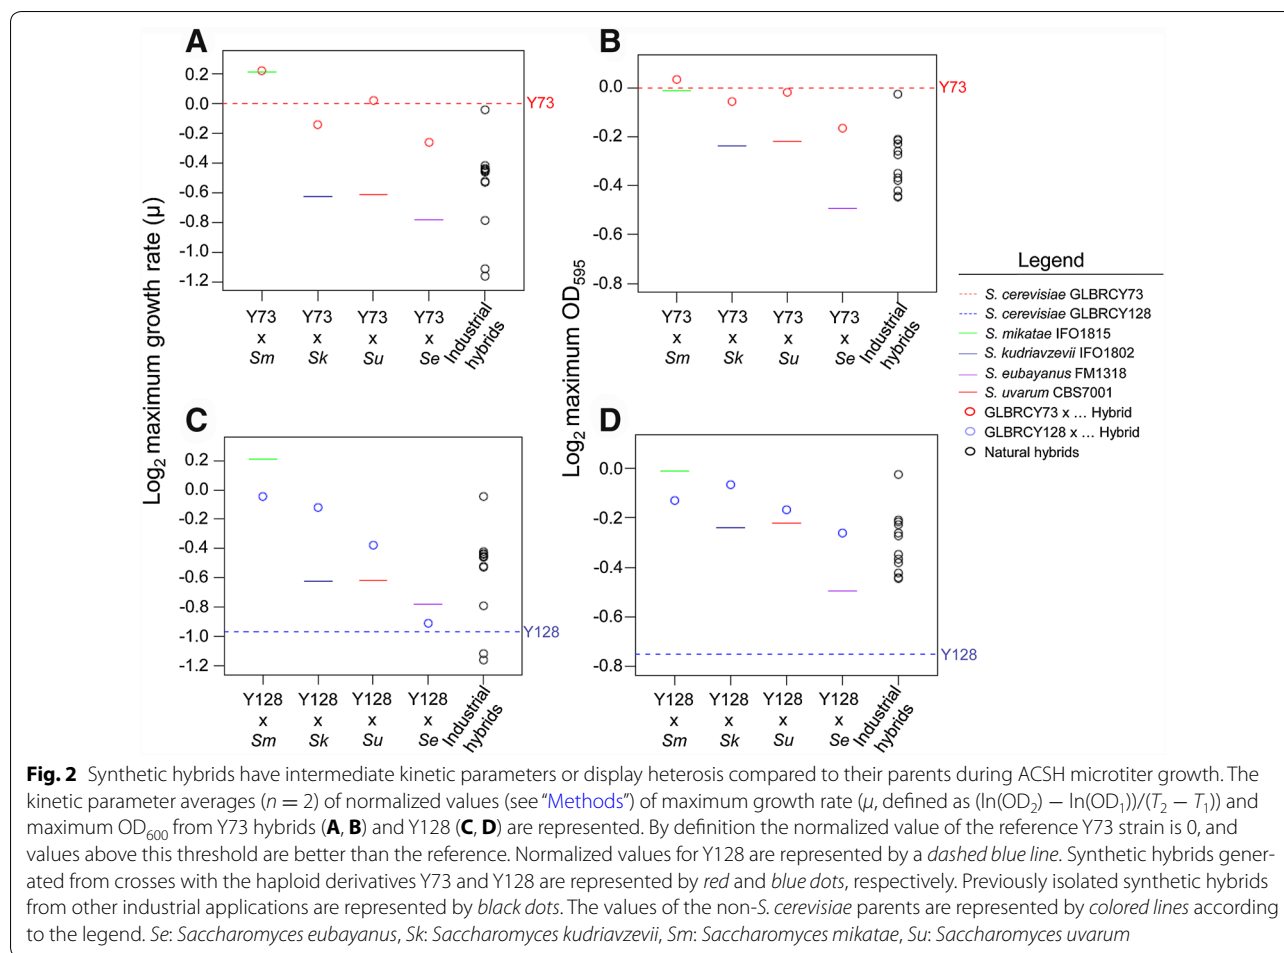 A
Log2 maximum growth rate (µ)
0.2
0.0
-0.2
-0.4
-0.6
-0.8
-1.0
-1.2
Y73
Y73 Y73 Y73 Y73
x x x x
Sm Sk Su Se
Industrial
hybrids
B
Log2 maximum OD595
0.0
-0.2
-0.4
-0.6
-0.8
Y73
Y73 Y73 Y73 Y73
x x x x
Sm Sk Su Se
Industrial
hybrids
Legend
S. cerevisiae GLBRCY73
S. cerevisiae GLBRCY128
S. mikatae IFO1815
S. kudriavzevii IFO1802
S. eubayanus FM1318
S. uvarum CBS7001
GLBRCY73 x ... Hybrid
GLBRCY128 x ... Hybrid
Natural hybrids
C
0.2
0.0
-0.2
-0.4
-0.6
-0.8
-1.0
-1.2
Y128
Y128 Y128 Y128 Y128
x x x x
Sm Sk Su Se
Industrial
hybrids
D
0.0
-0.2
-0.4
-0.6
-0.8
Y128
Y128 Y128 Y128 Y128
x x x x
Sm Sk Su Se
Industrial
hybrids
Fig. 2 Synthetic hybrids have intermediate kinetic parameters or display heterosis compared to their parents during ACSH microtiter growth. The
kinetic parameter averages (n = 2) of normalized values (see “Methods”) of maximum growth rate (µ, defined as (ln(OD2) − ln(OD1))/(T2 − T1)) and
maximum OD600 from Y73 hybrids (A, B) and Y128 (C, D) are represented. By definition the normalized value of the reference Y73 strain is 0, and
values above this threshold are better than the reference. Normalized values for Y128 are represented by a dashed blue line. Synthetic hybrids gener-
ated from crosses with the haploid derivatives Y73 and Y128 are represented by red and blue dots, respectively. Previously isolated synthetic hybrids
from other industrial applications are represented by black dots. The values of the non-S. cerevisiae parents are represented by colored lines according
to the legend. Se: Saccharomyces eubayanus, Sk: Saccharomyces kudriavzevii, Sm: Saccharomyces mikatae, Su: Saccharomyces uvarum